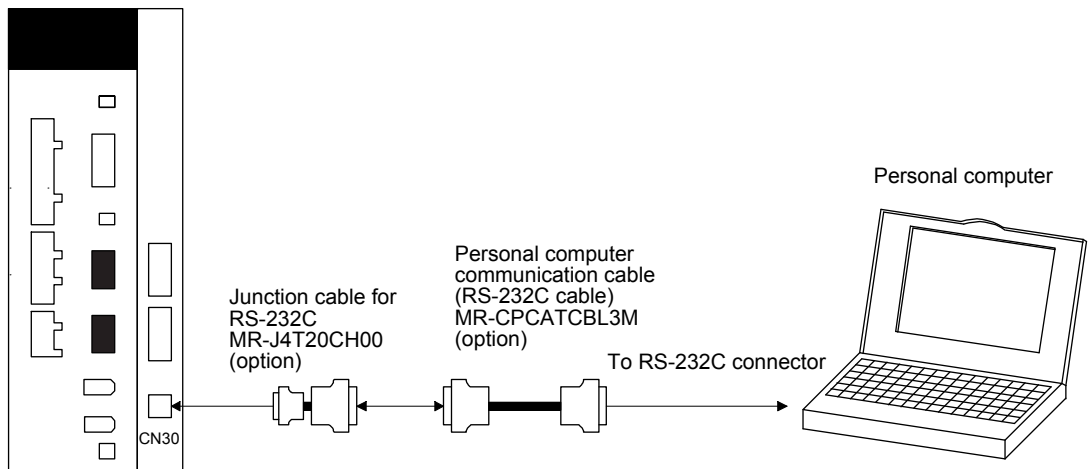 Personal computer
Junction cable for
RS-232C
MR-J4T20CH00
(option)
Personal computer
communication cable
(RS-232C cable)
MR-CPCATCBL3M
(option)
To RS-232C connector
CN30